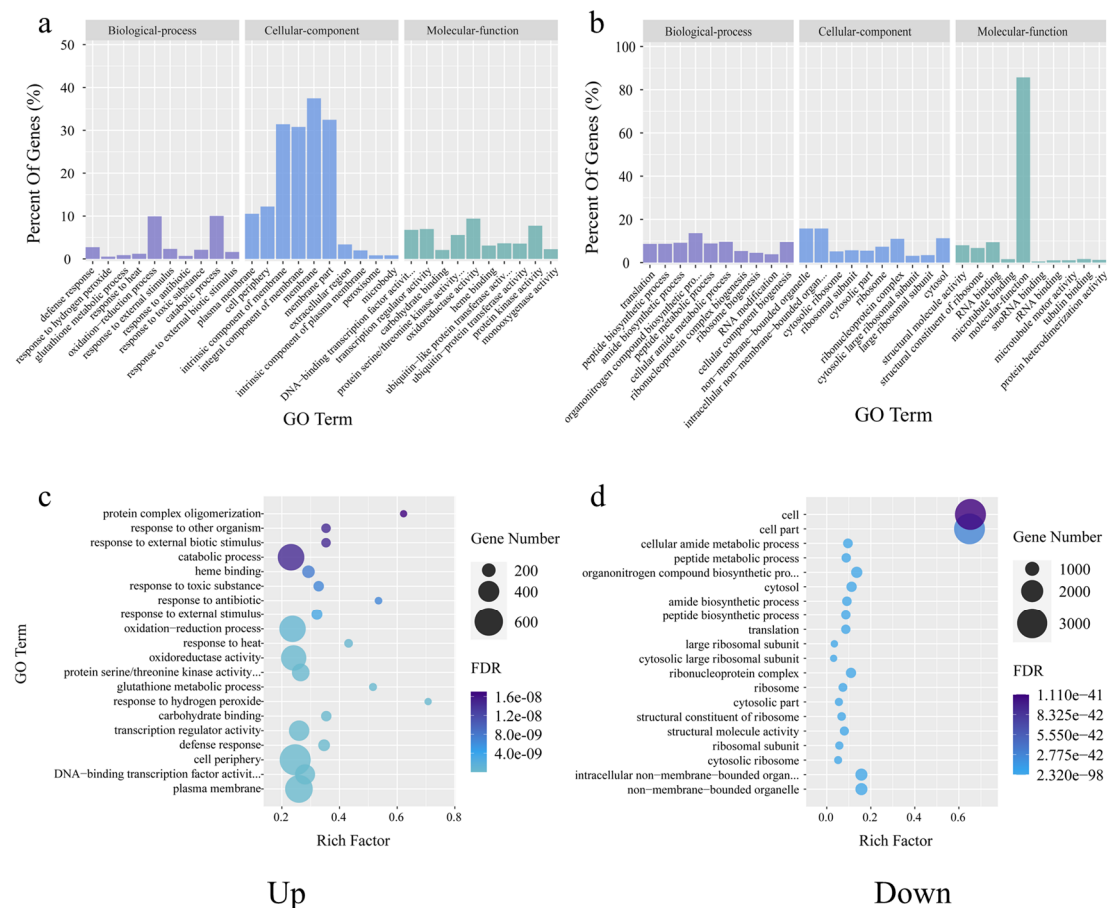 a
Biological-process
Cellular-component
Molecular-function
50
40
30
20
10
0
Percent Of Genes (%)
defense response
response to hydrogen peroxide
glutathione metabolic process
response to heat
oxidation-reduction process
response to external stimulus
response to antibiotic
response to toxic substance
catabolic process
response to external biotic stimulus
plasma membrane
cell periphery
intrinsic component of membrane
integral component of membrane
membrane
membrane part
extracellular region
intrinsic component of plasma membrane
peroxisome
microbody
DNA-binding transcription factor activit...
transcription regulator activity
carbohydrate binding
protein serine/threonine kinase activity...
oxidoreductase activity
heme binding
ubiquitin-like protein transferase activ...
ubiquitin-protein transferase activity
protein kinase activity
monooxygenase activity
GO Term
b
Biological-process
Cellular-component
Molecular-function
100
80
60
40
20
0
Percent Of Genes (%)
translation
peptide biosynthetic process
amide biosynthetic process
organonitrogen compound biosynthetic pro...
peptide metabolic process
cellular amide metabolic process
ribonucleoprotein complex biogenesis
ribosome biogenesis
RNA modification
cellular component biogenesis
non-membrane-bounded organelle
intracellular non-membrane-bounded organ...
cytosolic ribosome
ribosomal subunit
cytosolic part
ribosome
ribonucleoprotein complex
cytosolic large ribosomal subunit
large ribosomal subunit
cytosol
structural molecule activity
structural constituent of ribosome
RNA binding
microtubule binding
molecular-function
snoRNA binding
rRNA binding
microtubule motor activity
tubulin binding
protein heterodimerization activity
GO Term
c
GO Term
protein complex oligomerization
response to other organism
response to external biotic stimulus
catabolic process
heme binding
response to toxic substance
response to antibiotic
response to external stimulus
oxidation-reduction process
response to heat
oxidoreductase activity
protein serine/threonine kinase activity...
glutathione metabolic process
response to hydrogen peroxide
carbohydrate binding
transcription regulator activity
defense response
cell periphery
DNA-binding transcription factor activit...
plasma membrane
0.2 0.4 0.6 0.8
Rich Factor
Gene Number
200
400
600
FDR
1.6e-08
1.2e-08
8.0e-09
4.0e-09
Up
d
cell
cell part
cellular amide metabolic process
peptide metabolic process
organonitrogen compound biosynthetic pro...
cytosol
amide biosynthetic process
peptide biosynthetic process
translation
large ribosomal subunit
cytosolic large ribosomal subunit
ribonucleoprotein complex
ribosome
cytosolic part
structural constituent of ribosome
structural molecule activity
ribosomal subunit
cytosolic ribosome
intracellular non-membrane-bounded organ...
non-membrane-bounded organelle
0.0 0.2 0.4 0.6
Rich Factor
Gene Number
1000
2000
3000
FDR
1.110e-41
8.325e-42
5.550e-42
2.775e-42
2.320e-98
Down